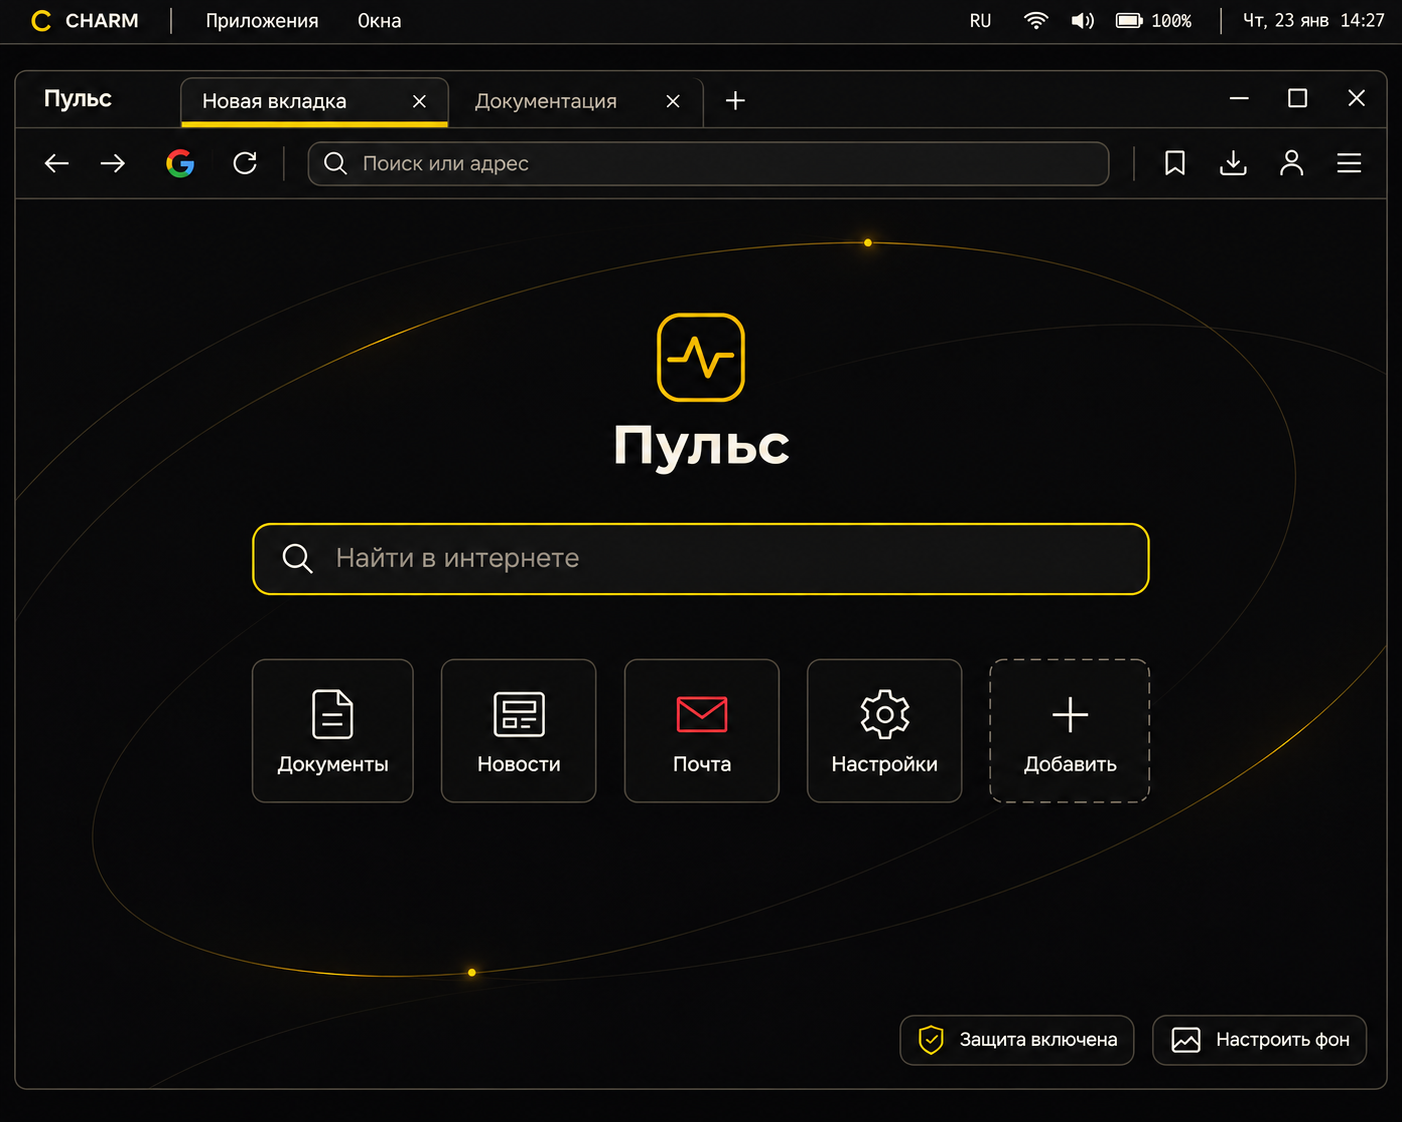 CHARM Приложения Окна RU 100% Чт, 23 янв 14:27
Пульс Новая вкладка Документация
Поиск или адрес
Пульс
Найти в интернете
Документы Новости Почта Настройки Добавить
Защита включена Настроить фон